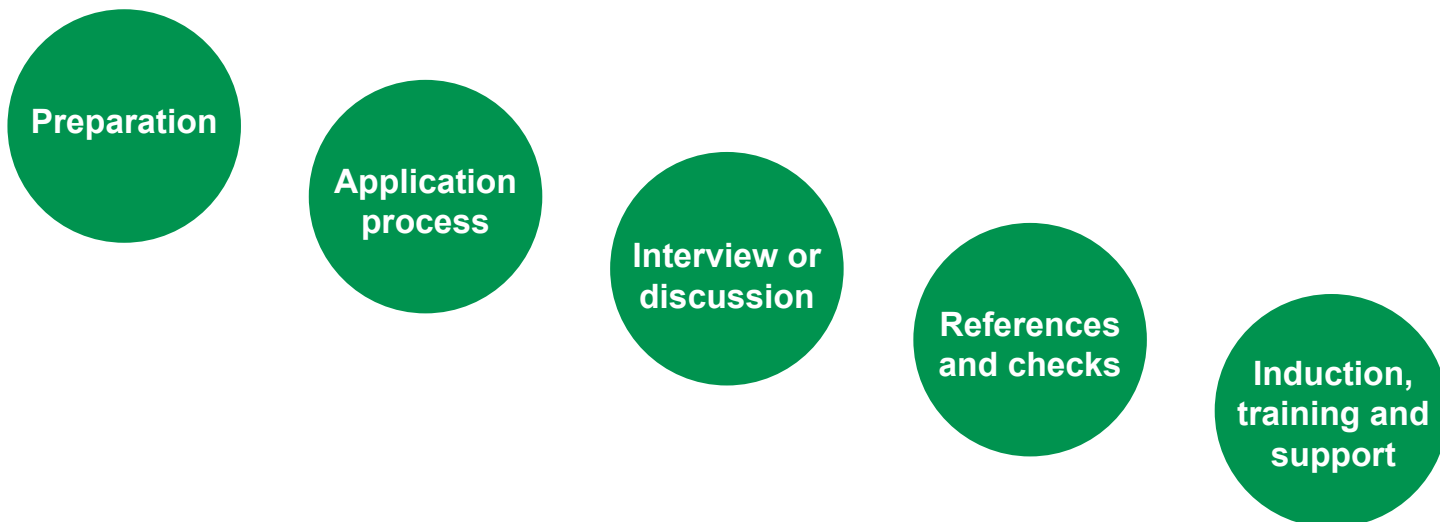 Preparation
Application
process
Interview or
discussion
References
and checks
Induction,
training and
support